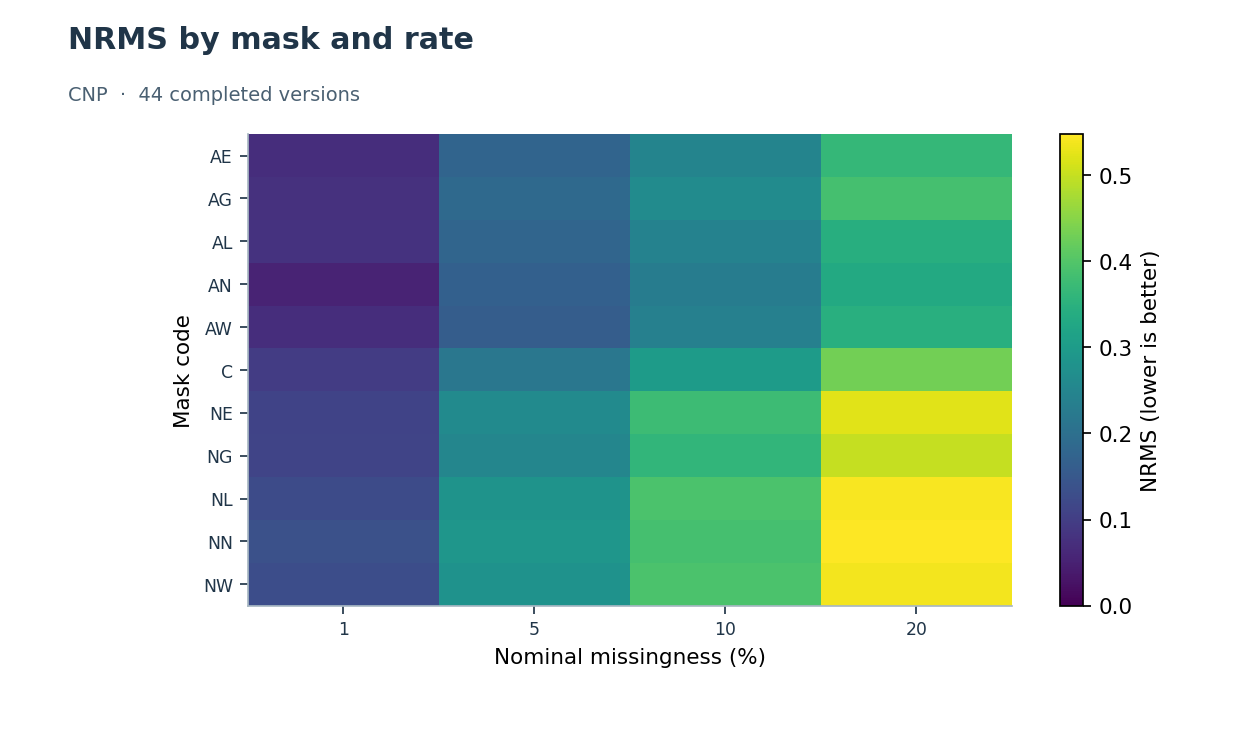 NRMS by mask and rate
CNP · 44 completed versions
Mask code
AE
AG
AL
AN
AW
C
NE
NG
NL
NN
NW
1 5 10 20
Nominal missingness (%)
0.5
0.4
0.3
0.2
0.1
0.0
NRMS (lower is better)